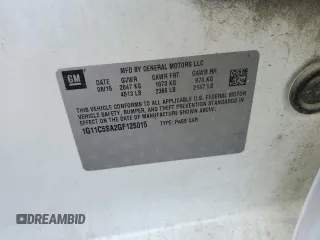 GM
MFD BY GENERAL MOTORS LLC
DATE GVWR GAWR FRT GAWR RR
09/15 2047 KG 1073 KG 974 KG
4513 LB 2366 LB 2147 LB
THIS VEHICLE CONFORMS TO ALL APPLICABLE U.S. FEDERAL MOTOR
VEHICLE SAFETY, BUMPER, AND THEFT PREVENTION STANDARDS
IN EFFECT ON THE DATE OF MANUFACTURE SHOWN ABOVE.
1G11C5SA2GF125015 TYPE: PASS CAR
AUTOBIDMASTER